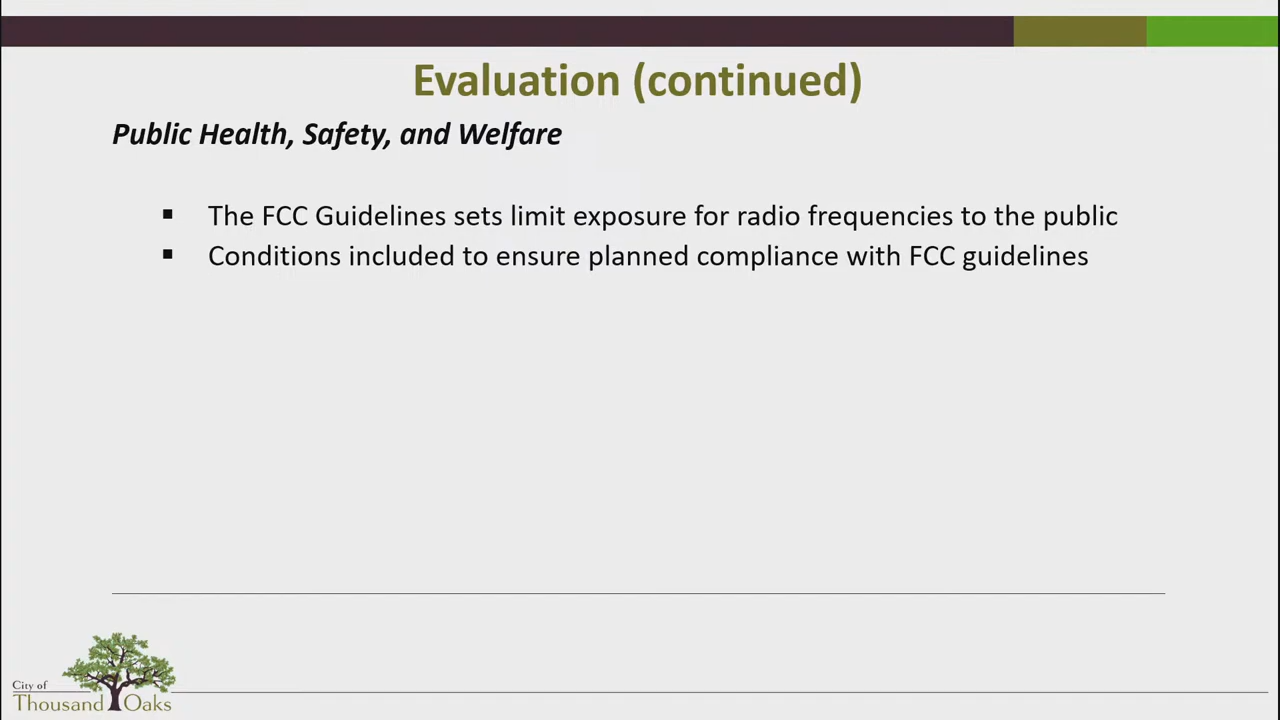 Evaluation (continued)
Public Health, Safety, and Welfare
▪ The FCC Guidelines sets limit exposure for radio frequencies to the public
▪ Conditions included to ensure planned compliance with FCC guidelines
City of
Thousand Oaks